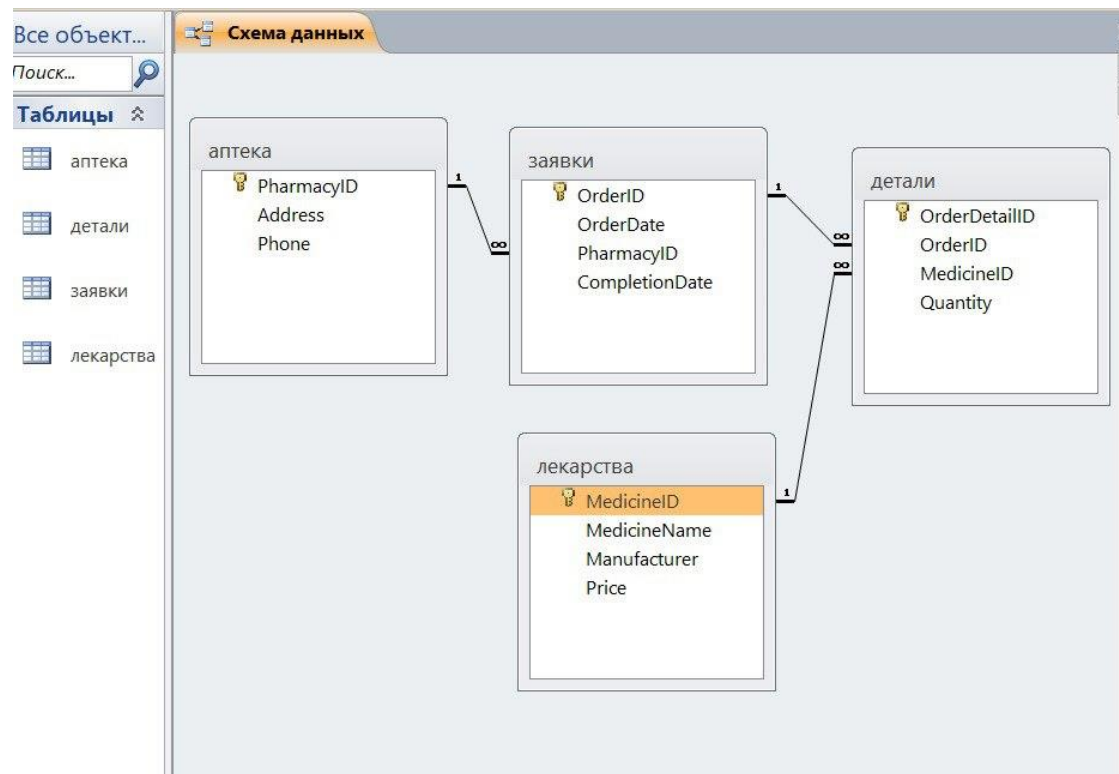 Все объект...
Поиск...
Таблицы
аптека
детали
заявки
лекарства
Схема данных
аптека
PharmacyID
Address
Phone
1
∞
заявки
OrderID
OrderDate
PharmacyID
CompletionDate
1
∞
∞
детали
OrderDetailID
OrderID
MedicineID
Quantity
лекарства
MedicineID
MedicineName
Manufacturer
Price
1